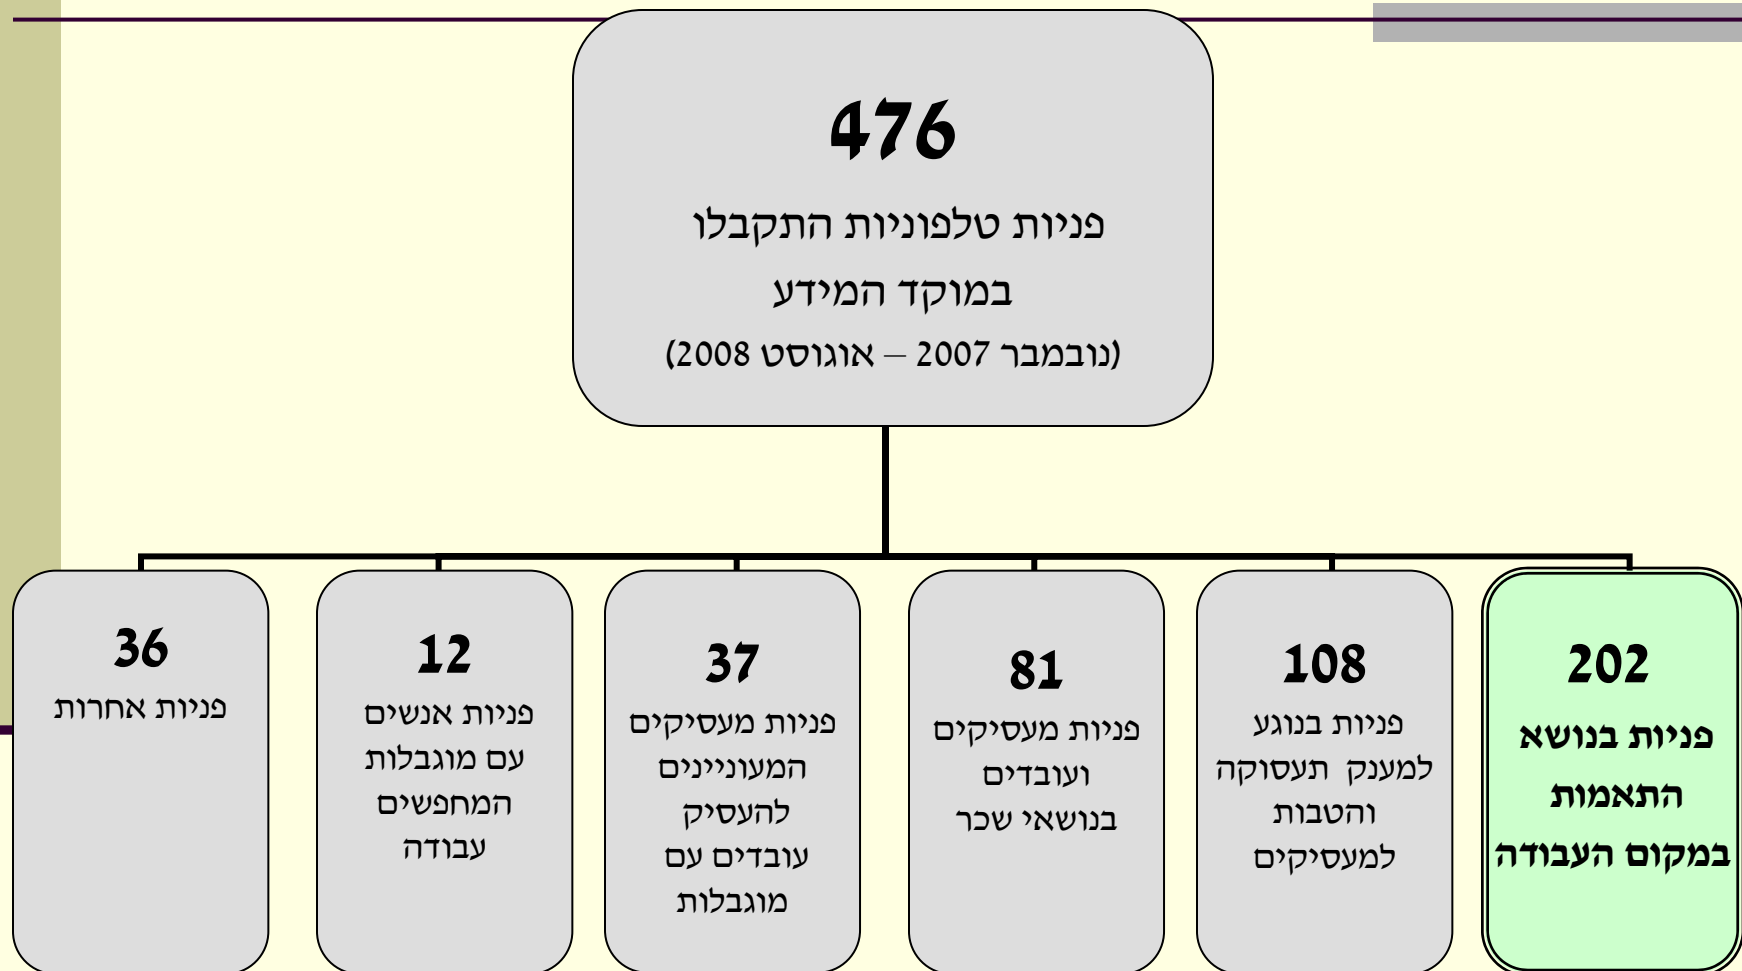 476
פניות טלפוניות התקבלו
במוקד המידע
(נובמבר 2007 – אוגוסט 2008)
202
פניות בנושא
התאמות
במקום העבודה
108
פניות בנוגע
למענק תעסוקה
והטבות
למעסיקים
81
פניות מעסיקים
ועובדים
בנושאי שכר
37
פניות מעסיקים
המעוניינים
להעסיק
עובדים עם
מוגבלות
12
פניות אנשים
עם מוגבלות
המחפשים
עבודה
36
פניות אחרות